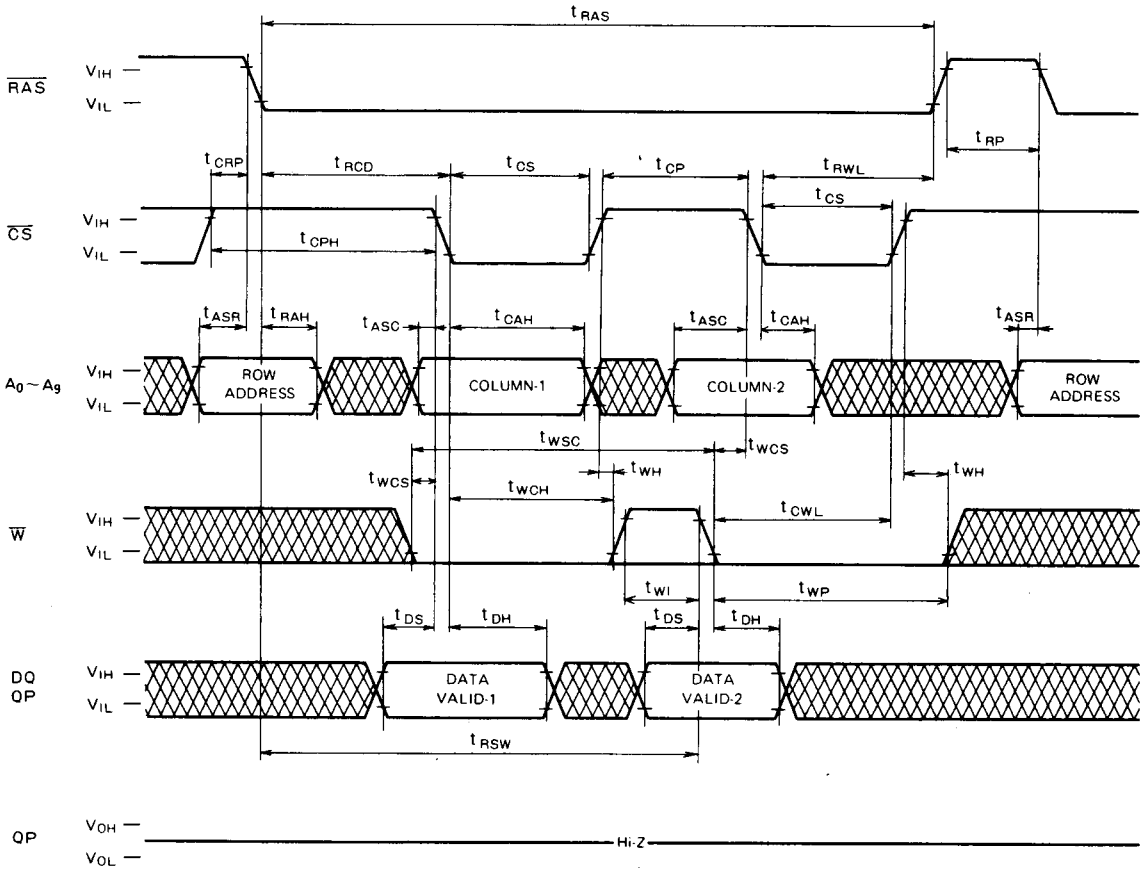 tRAS
RAS
VIH
VIL
tRP
tCRP
tRCD
tCS
tCP
tRWL
CS
VIH
VIL
tCPH
tCS
tASR
tRAH
tASC
tCAH
tASC
tCAH
tASR
A0~A9
VIH
VIL
ROW
ADDRESS
COLUMN-1
COLUMN-2
ROW
ADDRESS
tWSC
tWCS
tWCS
tWH
tWH
tWCH
tCWL
W
VIH
VIL
tWI
tWP
tDS
tDH
tDS
tDH
DQ
QP
VIH
VIL
DATA
VALID-1
DATA
VALID-2
tRSW
QP
VOH
VOL
Hi-Z